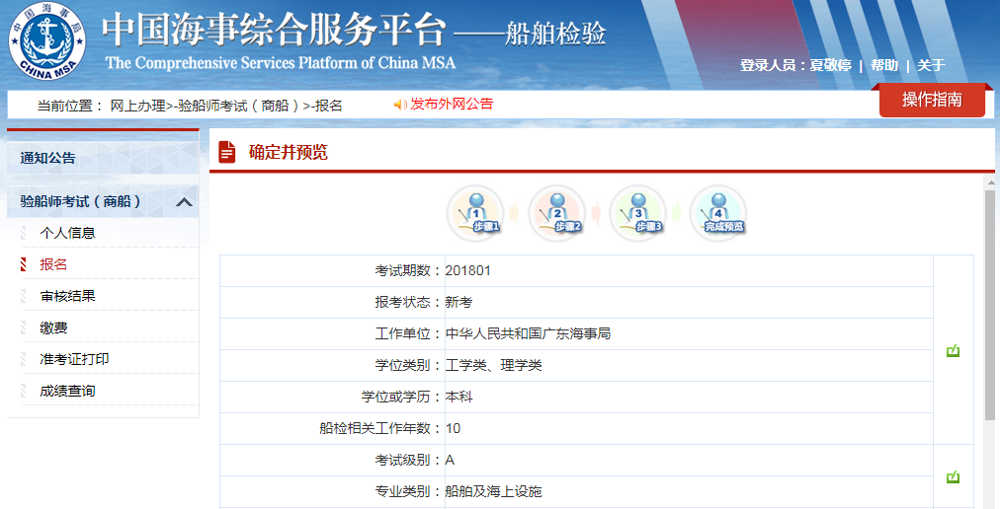 中国海事局
CHINA MSA
中国海事综合服务平台——船舶检验
The Comprehensive Services Platform of China MSA
登录人员：夏敬停 | 帮助 | 关于
当前位置： 网上办理>-验船师考试（商船）>-报名
发布外网公告
操作指南
通知公告
验船师考试（商船）
个人信息
报名
审核结果
缴费
准考证打印
成绩查询
确定并预览
1 步骤1
2 步骤2
3 步骤3
4 完成预览
考试期数：201801
报考状态：新考
工作单位：中华人民共和国广东海事局
学位类别：工学类、理学类
学位或学历：本科
船检相关工作年数：10
考试级别：A
专业类别：船舶及海上设施